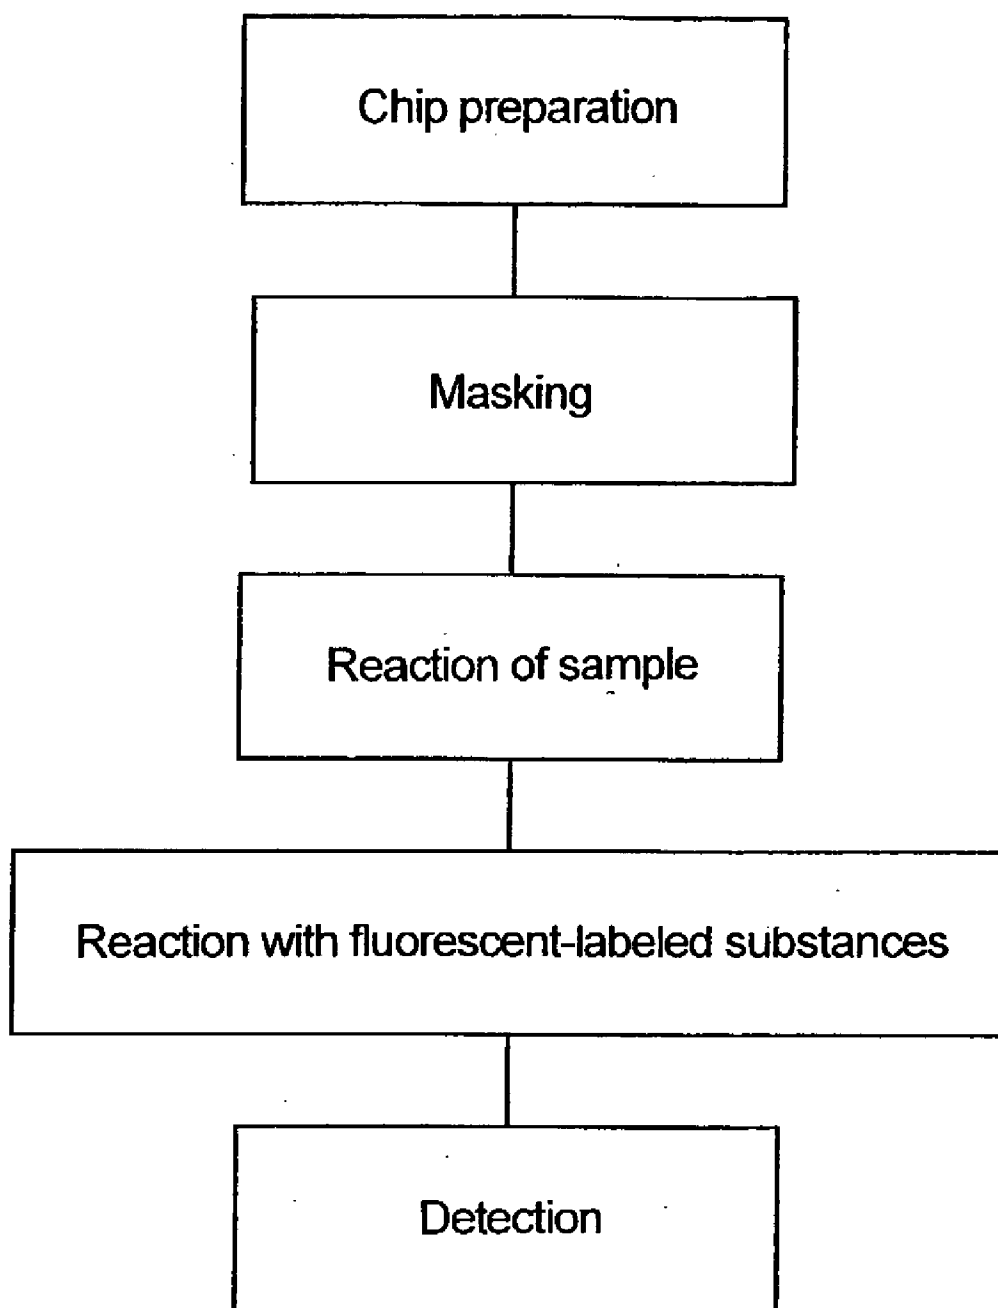 Chip preparation
Masking
Reaction of sample
Reaction with fluorescent-labeled substances
Detection